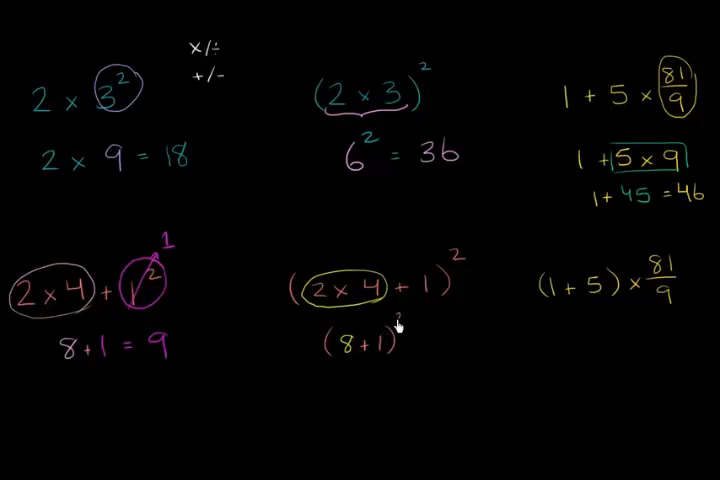 ×/÷
+/-
2 × 3²
2 × 9 = 18
(2 × 3)²
6² = 36
1 + 5 × 81/9
1 + 5 × 9
1 + 45 = 46
1
2 × 4 + 1²
8 + 1 = 9
(2 × 4 + 1)²
(8 + 1)²
(1 + 5) × 81/9